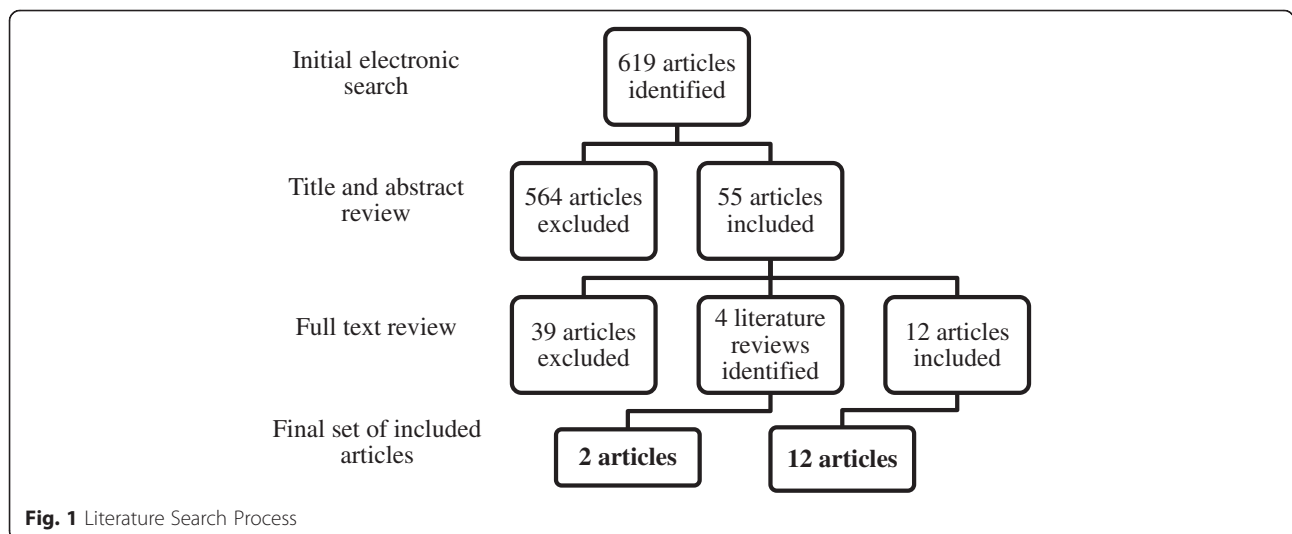 Initial electronic
search
619 articles
identified
Title and abstract
review
564 articles
excluded
55 articles
included
Full text review
39 articles
excluded
4 literature
reviews
identified
12 articles
included
Final set of included
articles
2 articles
12 articles
Fig. 1 Literature Search Process